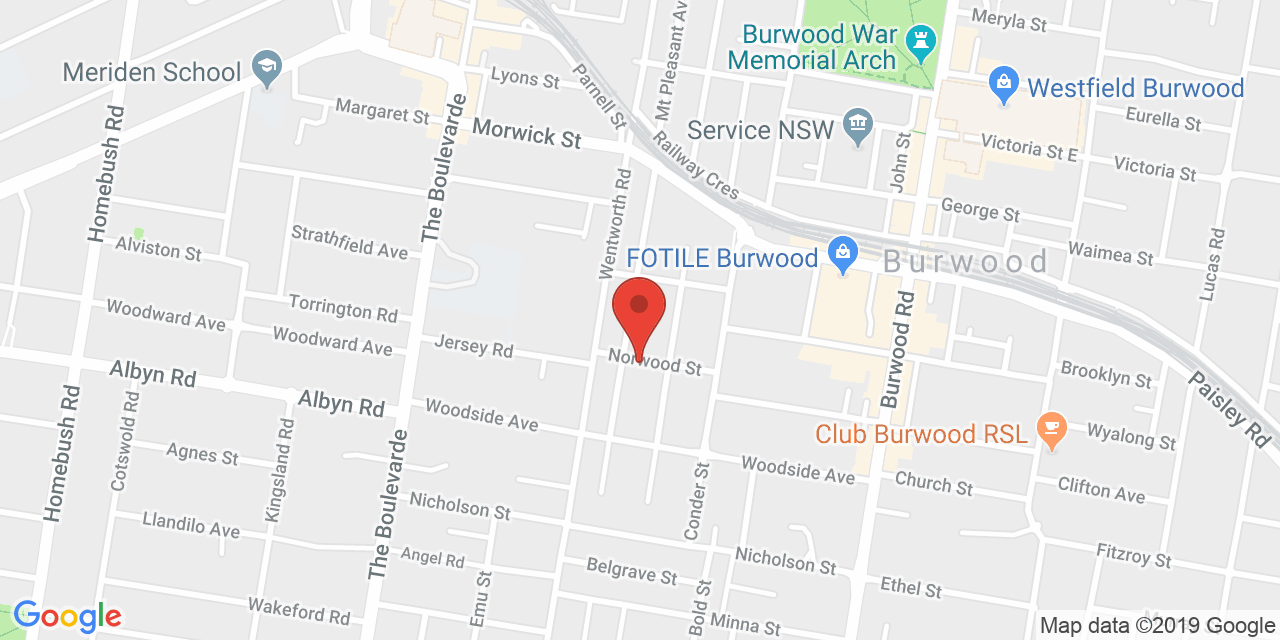 Meryla St
Burwood War
Memorial Arch
Mt Pleasant Av
Meriden School
Lyons St
Parnell St
Westfield Burwood
Homebush Rd
Margaret St
Morwick St
The Boulevarde
Railway Cres
Service NSW
Eurella St
Victoria St E
Victoria St
John St
Wentworth Rd
George St
Alviston St
Strathfield Ave
FOTILE Burwood
Burwood
Waimea St
Lucas Rd
Torrington Rd
Woodward Ave
Woodward Ave
Jersey Rd
Norwood St
Burwood Rd
Brooklyn St
Paisley Rd
Albyn Rd
Albyn Rd
Homebush Rd
Cotswold Rd
Kingsland Rd
Woodside Ave
Club Burwood RSL
Wyalong St
Agnes St
The Boulevarde
Woodside Ave
Church St
Clifton Ave
Conder St
Nicholson St
Llandilo Ave
Angel Rd
Nicholson St
Fitzroy St
Belgrave St
Ethel St
Emu St
Wakeford Rd
Bold St
Minna St
Google
Map data ©2019 Google